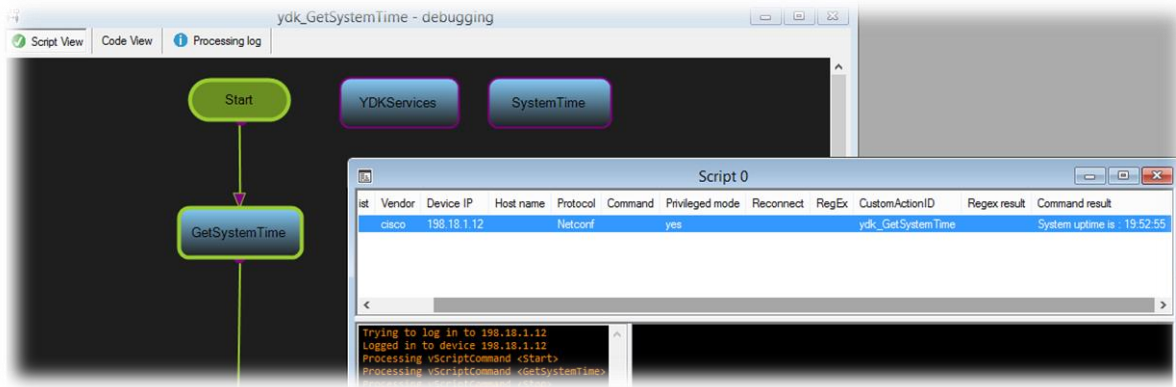 ydk_GetSystemTime - debugging
Script View Code View Processing log
Start YDKServices SystemTime
GetSystemTime
Script 0
ist Vendor Device IP Host name Protocol Command Privileged mode Reconnect RegEx CustomActionID Regex result Command result
cisco 198.18.1.12 Netconf yes ydk_GetSystemTime System uptime is : 19:52:55
Trying to log in to 198.18.1.12
Logged in to device 198.18.1.12
Processing vScriptCommand <Start>
Processing vScriptCommand <GetSystemTime>